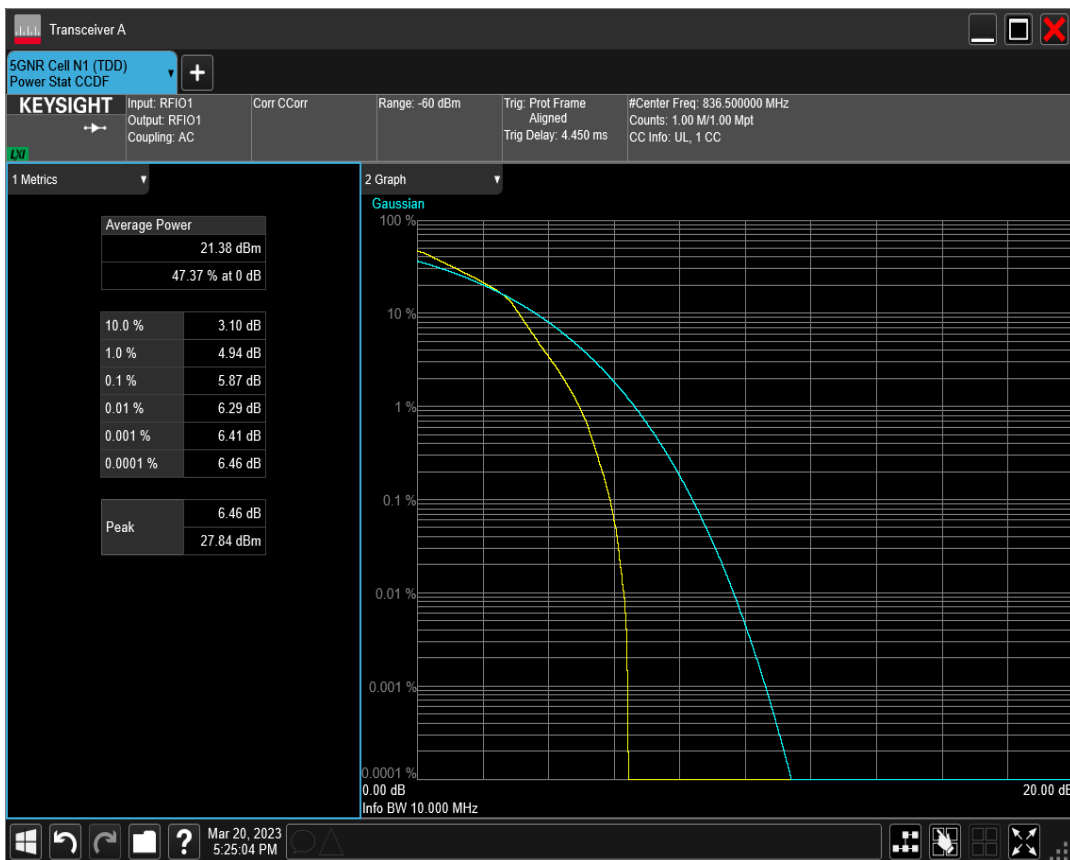 Transceiver A
5GNR Cell N1 (TDD)
Power Stat CCDF
+
KEYSIGHT
LXI
Input: RFIO1
Output: RFIO1
Coupling: AC
Corr CCorr
Range: -60 dBm
Trig: Prot Frame
Aligned
Trig Delay: 4.450 ms
#Center Freq: 836.500000 MHz
Counts: 1.00 M/1.00 Mpt
CC Info: UL, 1 CC
1 Metrics
Average Power
21.38 dBm
47.37 % at 0 dB
10.0 % 3.10 dB
1.0 % 4.94 dB
0.1 % 5.87 dB
0.01 % 6.29 dB
0.001 % 6.41 dB
0.0001 % 6.46 dB
Peak 6.46 dB
27.84 dBm
2 Graph
Gaussian
100 %
10 %
1 %
0.1 %
0.01 %
0.001 %
0.0001 %
0.00 dB 20.00 dB
Info BW 10.000 MHz
?
Mar 20, 2023
5:25:04 PM